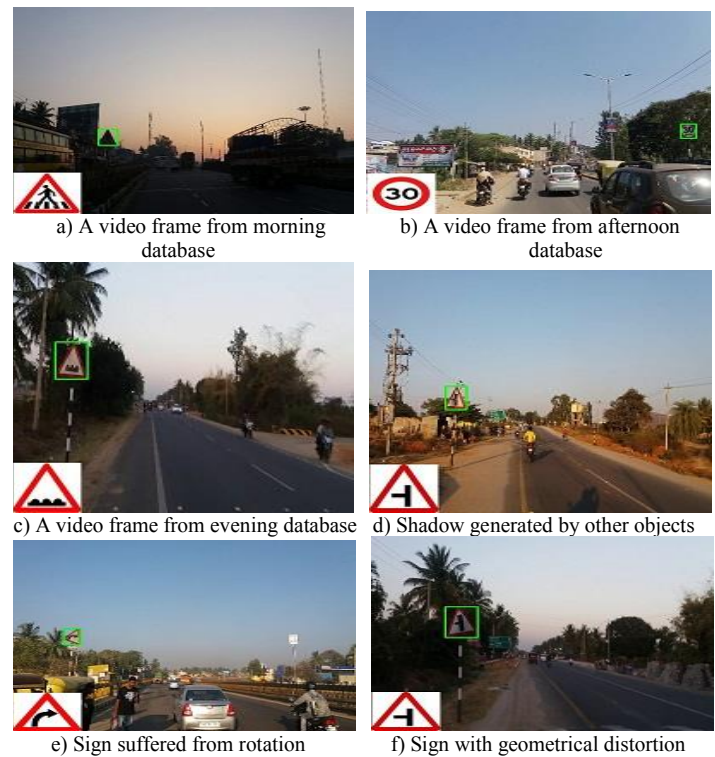 a) A video frame from morning
database
30
b) A video frame from afternoon
database
c) A video frame from evening database
d) Shadow generated by other objects
e) Sign suffered from rotation
f) Sign with geometrical distortion